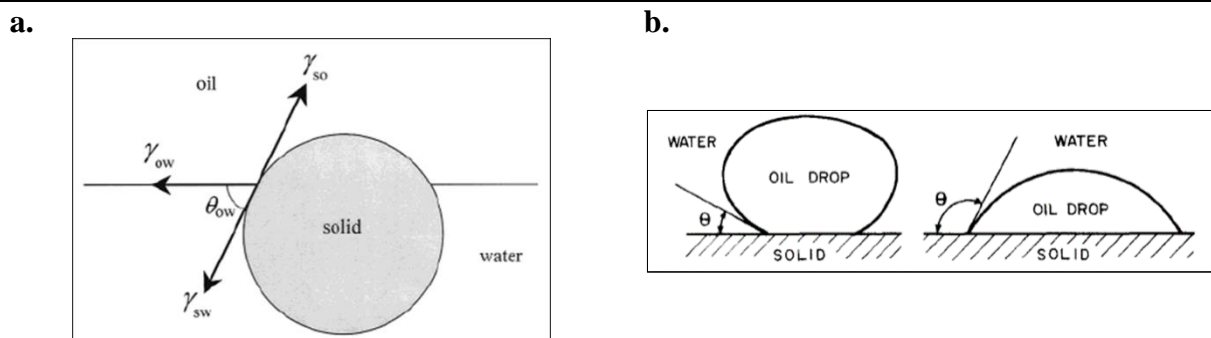 a.
b.
γso
oil
γow
θow
solid
water
γsw
WATER
OIL DROP
θ
SOLID
WATER
θ
OIL DROP
SOLID